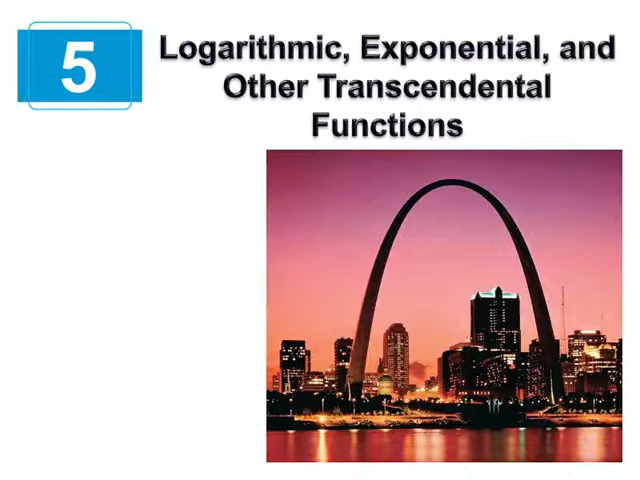 5
Logarithmic, Exponential, and
Other Transcendental
Functions